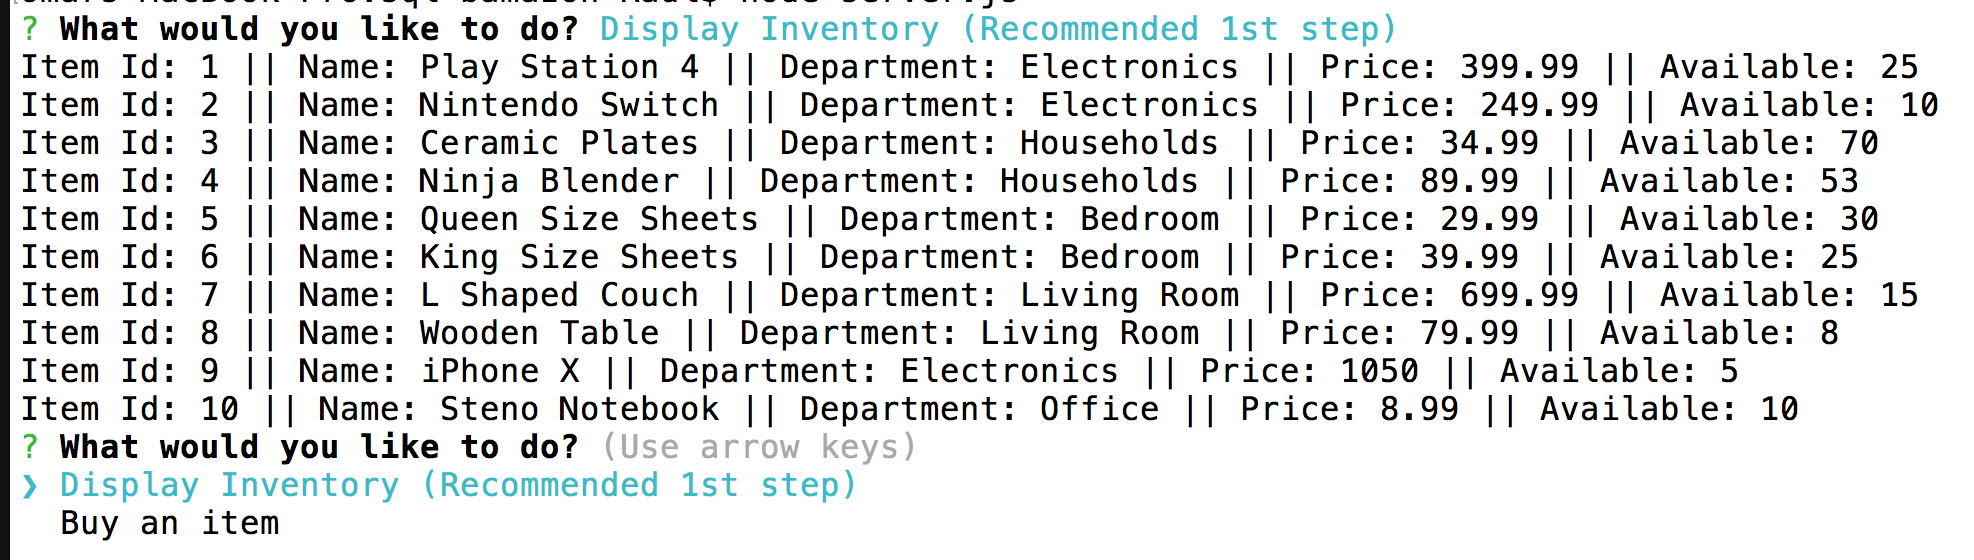 ? What would you like to do? Display Inventory (Recommended 1st step)
Item Id: 1 || Name: Play Station 4 || Department: Electronics || Price: 399.99 || Available: 25
Item Id: 2 || Name: Nintendo Switch || Department: Electronics || Price: 249.99 || Available: 10
Item Id: 3 || Name: Ceramic Plates || Department: Households || Price: 34.99 || Available: 70
Item Id: 4 || Name: Ninja Blender || Department: Households || Price: 89.99 || Available: 53
Item Id: 5 || Name: Queen Size Sheets || Department: Bedroom || Price: 29.99 || Available: 30
Item Id: 6 || Name: King Size Sheets || Department: Bedroom || Price: 39.99 || Available: 25
Item Id: 7 || Name: L Shaped Couch || Department: Living Room || Price: 699.99 || Available: 15
Item Id: 8 || Name: Wooden Table || Department: Living Room || Price: 79.99 || Available: 8
Item Id: 9 || Name: iPhone X || Department: Electronics || Price: 1050 || Available: 5
Item Id: 10 || Name: Steno Notebook || Department: Office || Price: 8.99 || Available: 10
? What would you like to do? (Use arrow keys)
❯ Display Inventory (Recommended 1st step)
Buy an item